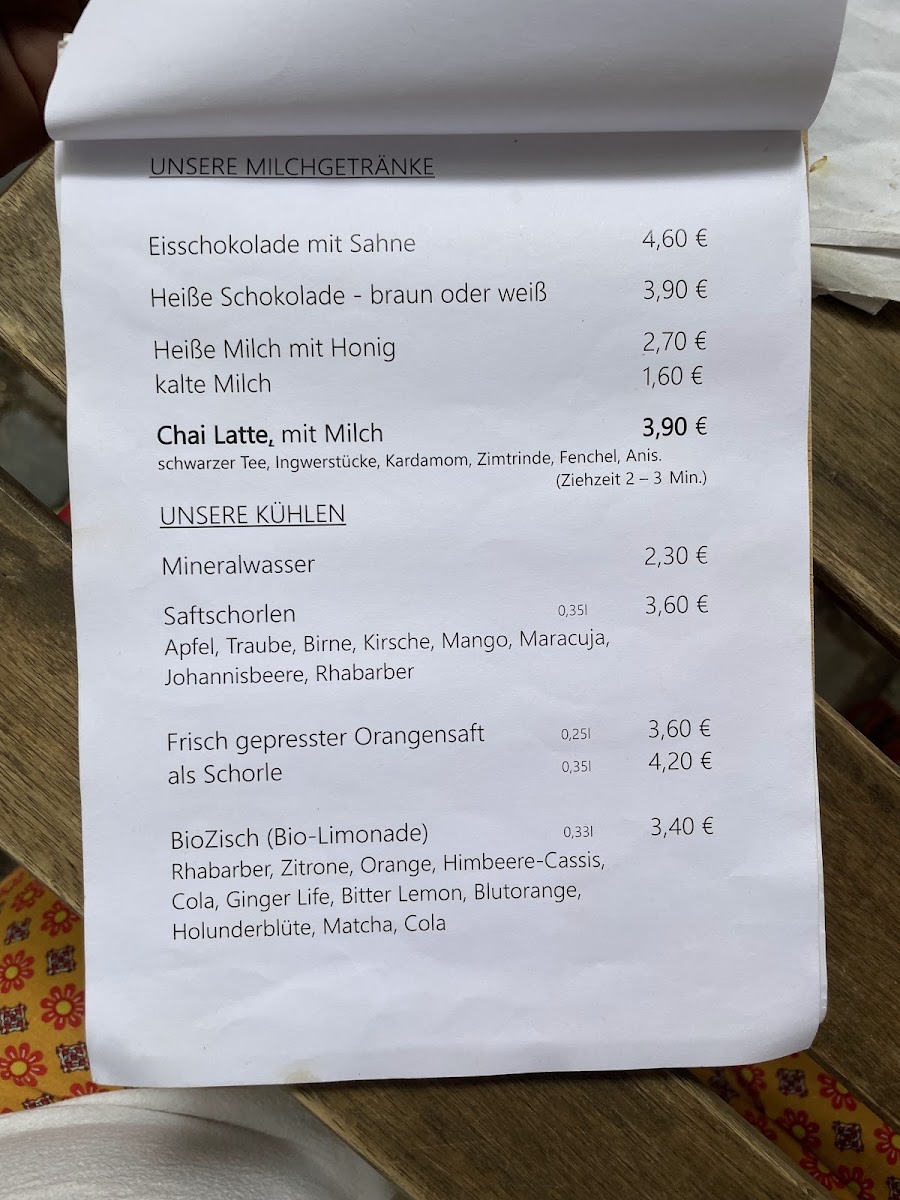 UNSERE MILCHGETRÄNKE
Eisschokolade mit Sahne 4,60 €
Heiße Schokolade - braun oder weiß 3,90 €
Heiße Milch mit Honig 2,70 €
kalte Milch 1,60 €
Chai Latte, mit Milch 3,90 €
schwarzer Tee, Ingwerstücke, Kardamom, Zimtrinde, Fenchel, Anis.
(Ziehzeit 2 – 3 Min.)
UNSERE KÜHLEN
Mineralwasser 2,30 €
Saftschorlen 0,35l 3,60 €
Apfel, Traube, Birne, Kirsche, Mango, Maracuja,
Johannisbeere, Rhabarber
Frisch gepresster Orangensaft 0,25l 3,60 €
als Schorle 0,35l 4,20 €
BioZisch (Bio-Limonade) 0,33l 3,40 €
Rhabarber, Zitrone, Orange, Himbeere-Cassis,
Cola, Ginger Life, Bitter Lemon, Blutorange,
Holunderblüte, Matcha, Cola